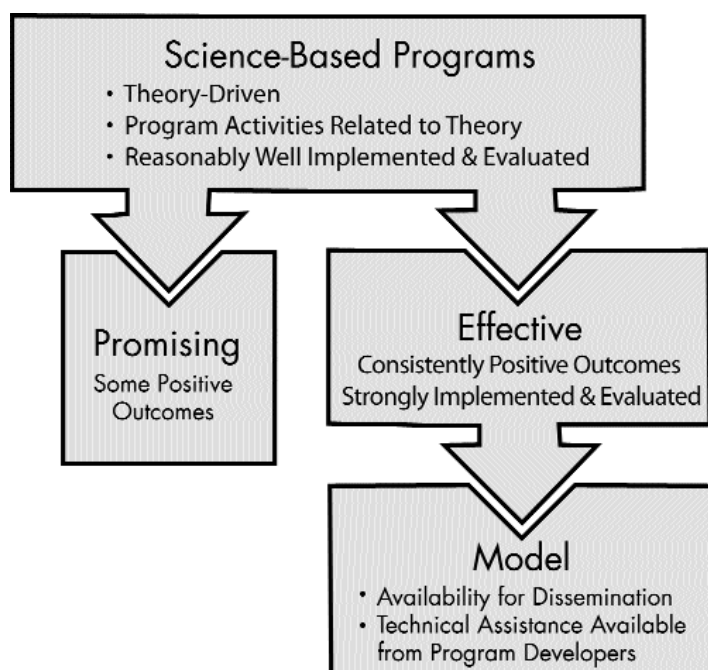 Science-Based Programs
• Theory-Driven
• Program Activities Related to Theory
• Reasonably Well Implemented & Evaluated
Promising
Some Positive
Outcomes
Effective
Consistently Positive Outcomes
Strongly Implemented & Evaluated
Model
• Availability for Dissemination
• Technical Assistance Available
from Program Developers